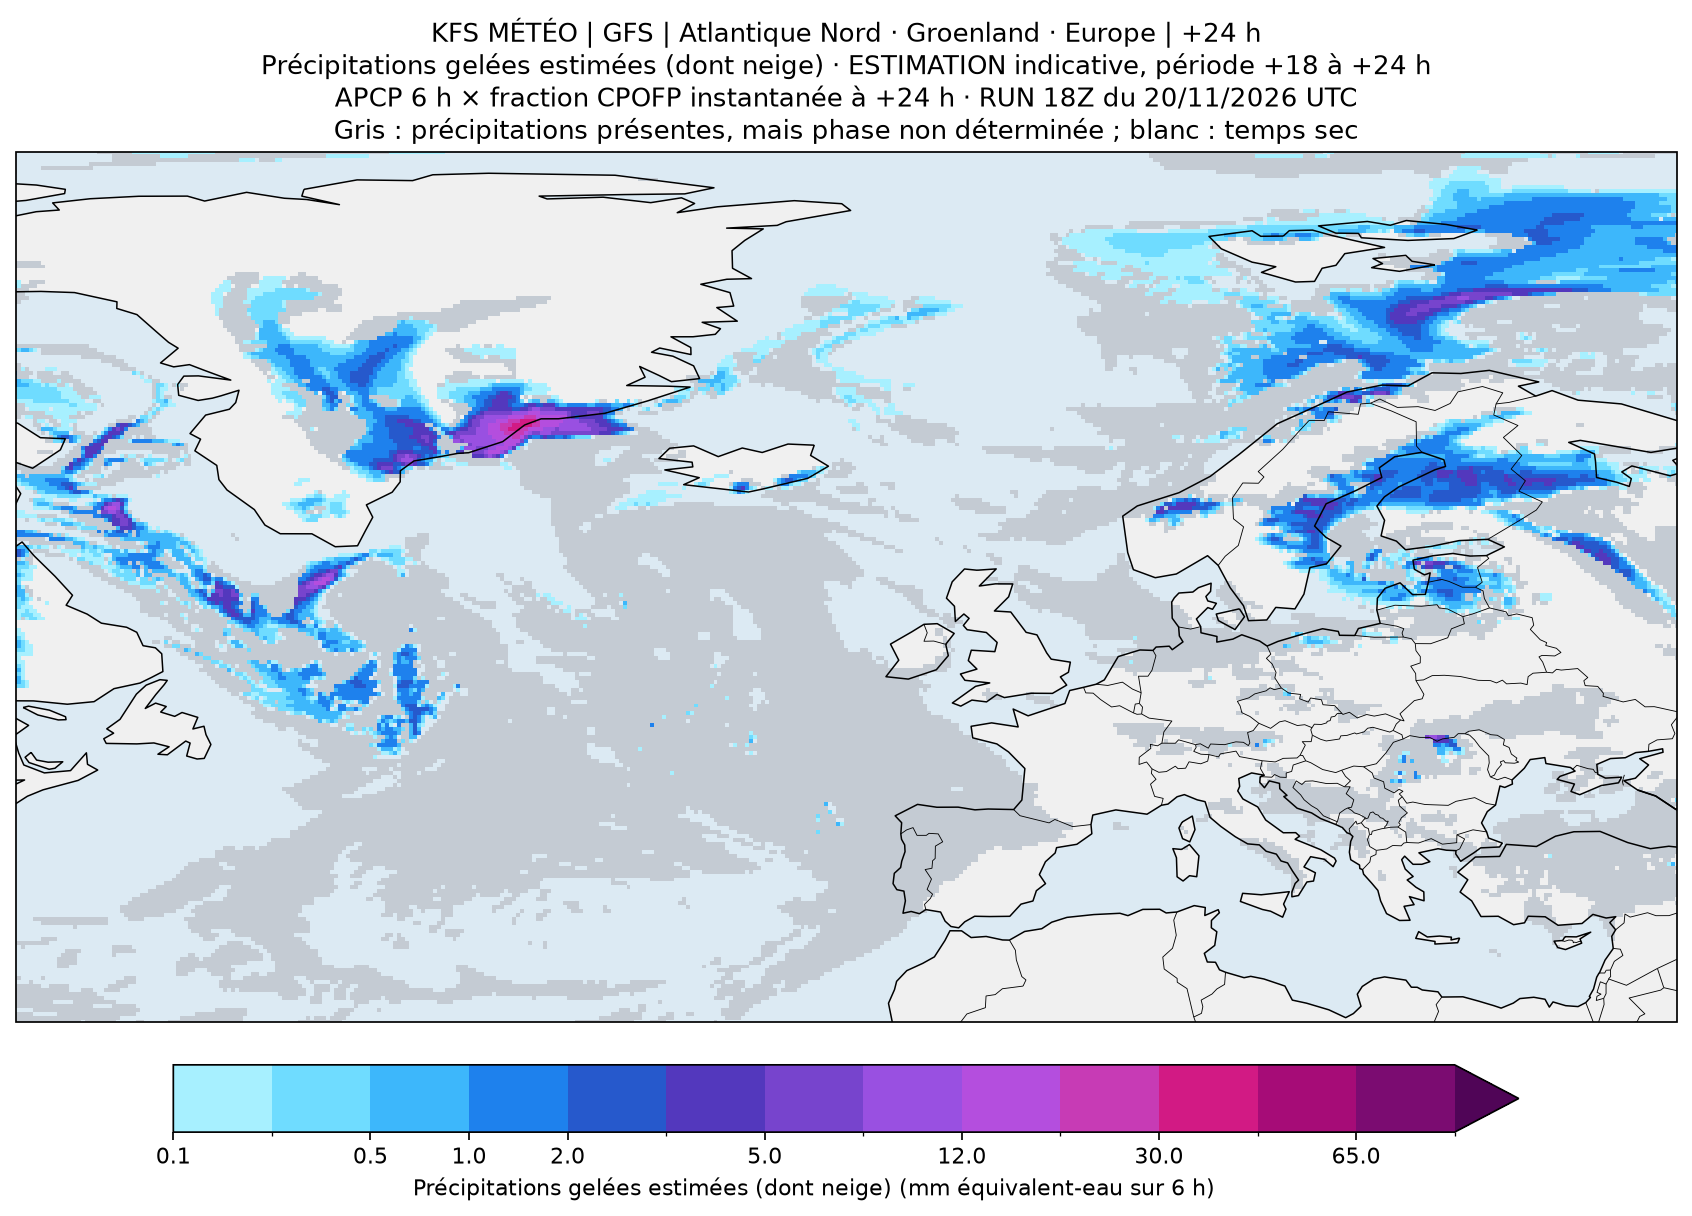 KFS MÉTÉO | GFS | Atlantique Nord · Groenland · Europe | +24 h
Précipitations gelées estimées (dont neige) · ESTIMATION indicative, période +18 à +24 h
APCP 6 h × fraction CPOFP instantanée à +24 h · RUN 18Z du 20/11/2026 UTC
Gris : précipitations présentes, mais phase non déterminée ; blanc : temps sec
0.1 0.5 1.0 2.0 5.0 12.0 30.0 65.0
Précipitations gelées estimées (dont neige) (mm équivalent-eau sur 6 h)